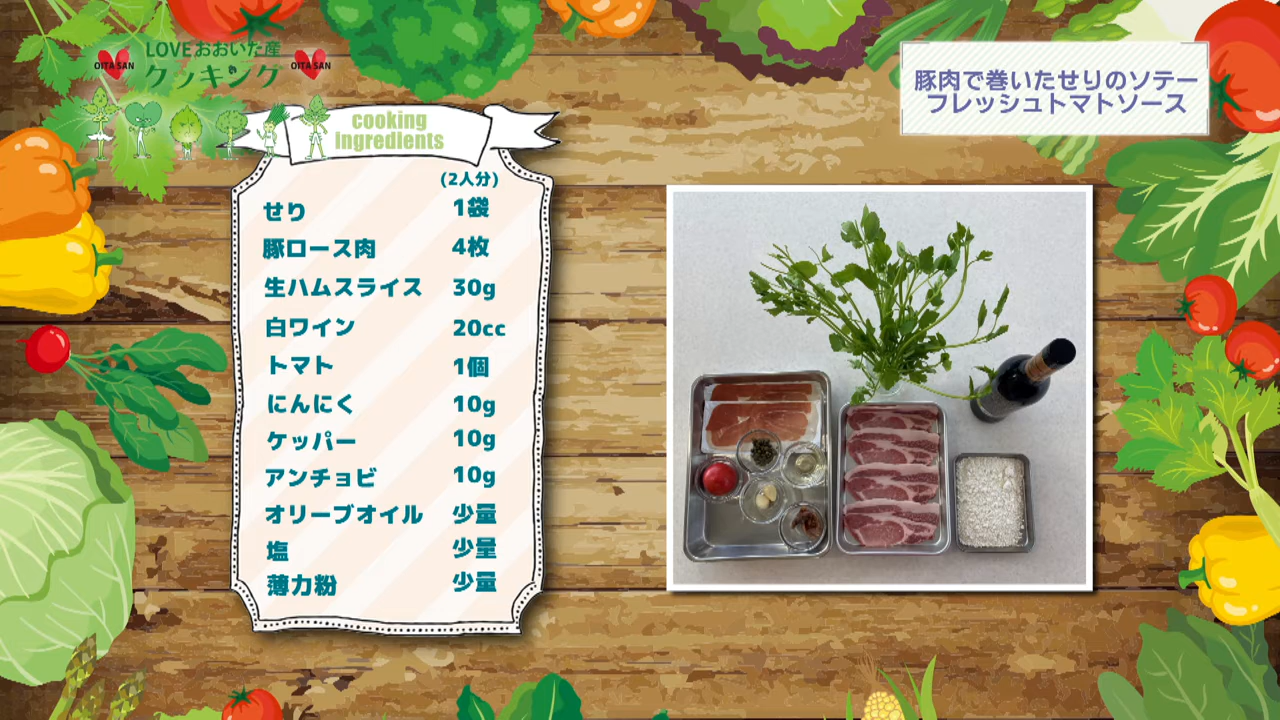 LOVEおおいた産
OITA SAN
クッキング
OITA SAN
豚肉で巻いたせりのソテー
フレッシュトマトソース
cooking
ingredients
(2人分)
せり 1袋
豚ロース肉 4枚
生ハムスライス 30g
白ワイン 20cc
トマト 1個
にんにく 10g
ケッパー 10g
アンチョビ 10g
オリーブオイル 少量
塩 少量
薄力粉 少量